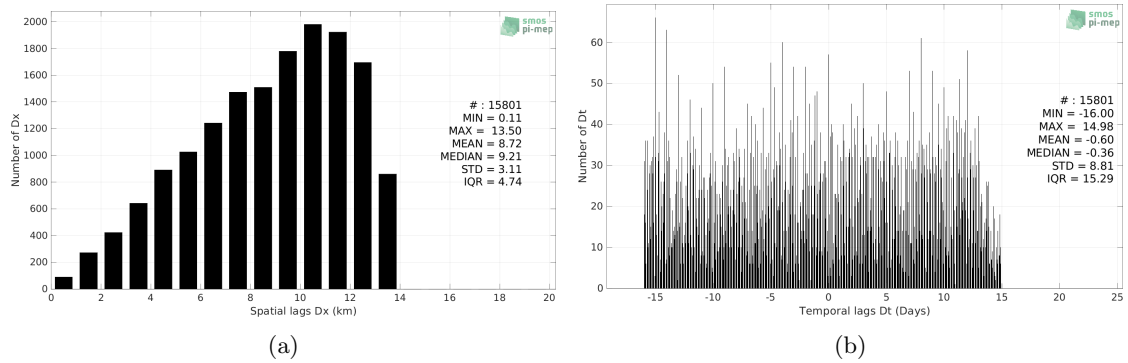 smos
pi-mep
Number of Dx
2000
1800
1600
1400
1200
1000
800
600
400
200
0
# : 15801
MIN = 0.11
MAX = 13.50
MEAN = 8.72
MEDIAN = 9.21
STD = 3.11
IQR = 4.74
0 2 4 6 8 10 12 14 16 18 20
Spatial lags Dx (km)
(a)
smos
pi-mep
Number of Dt
60
50
40
30
20
10
0
# : 15801
MIN = -16.00
MAX = 14.98
MEAN = -0.60
MEDIAN = -0.36
STD = 8.81
IQR = 15.29
-15 -10 -5 0 5 10 15 20 25
Temporal lags Dt (Days)
(b)